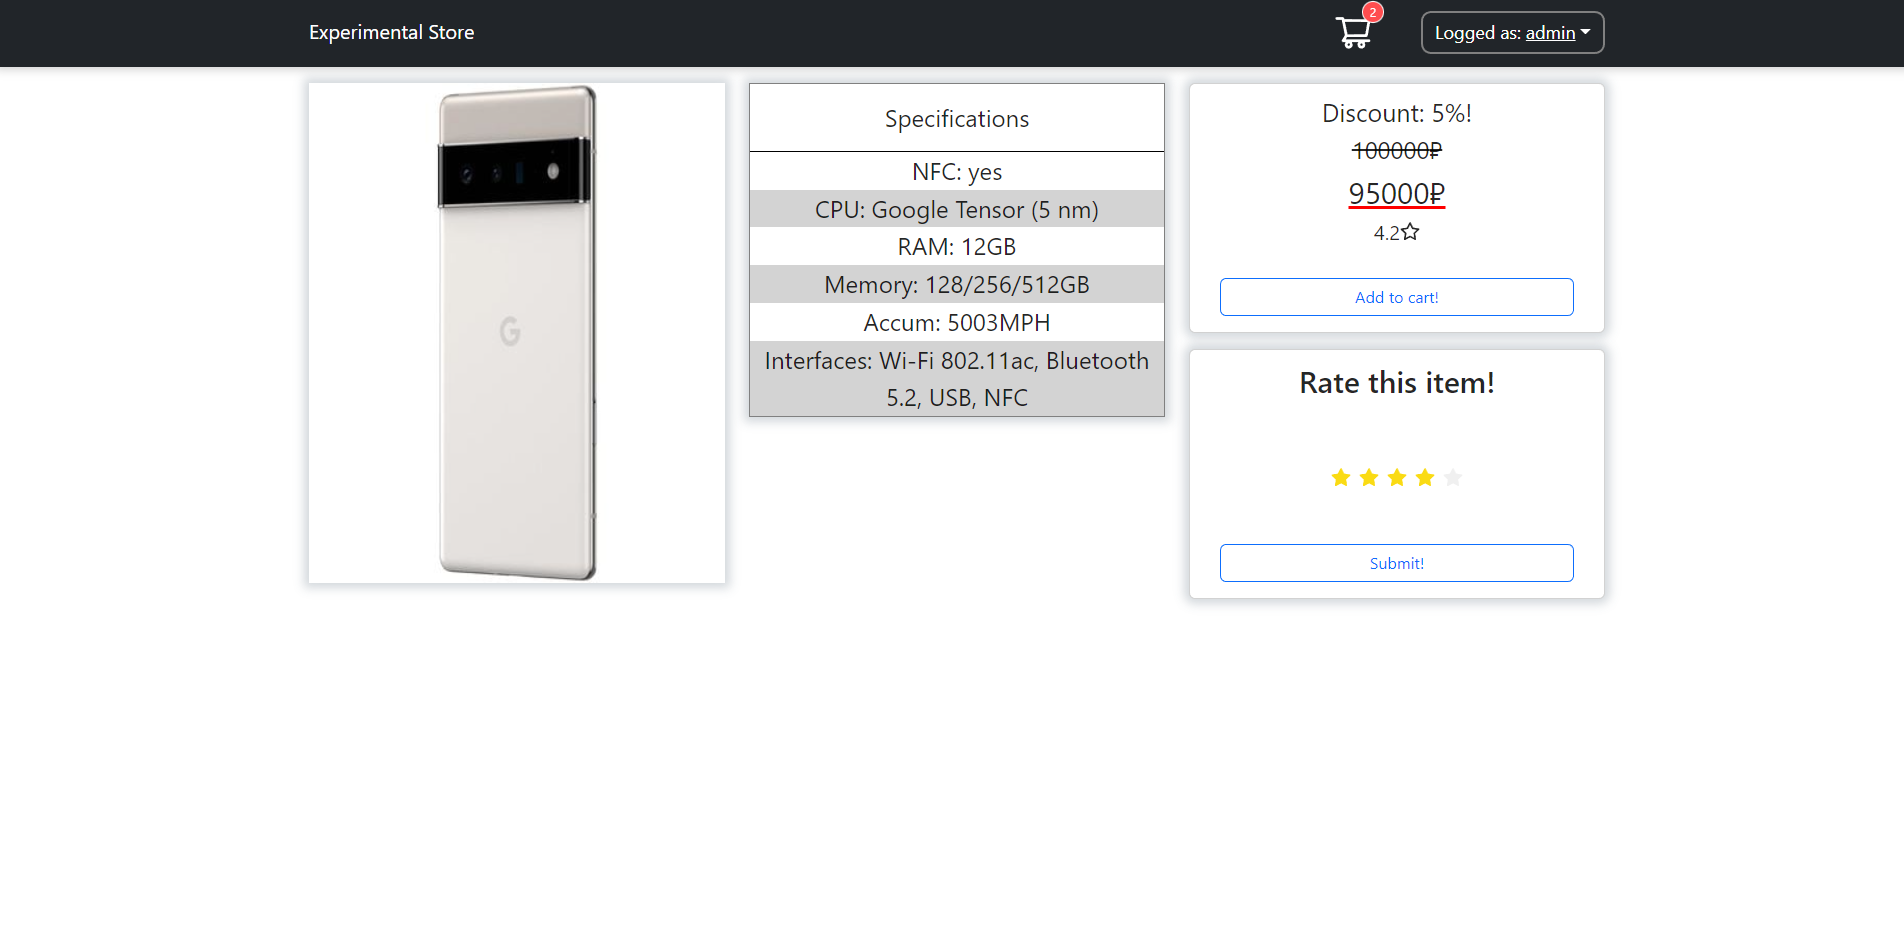 Experimental Store
2
Logged as: admin
G
Specifications
NFC: yes
CPU: Google Tensor (5 nm)
RAM: 12GB
Memory: 128/256/512GB
Accum: 5003MPH
Interfaces: Wi-Fi 802.11ac, Bluetooth
5.2, USB, NFC
Discount: 5%!
100000₽
95000₽
4.2
Add to cart!
Rate this item!
Submit!